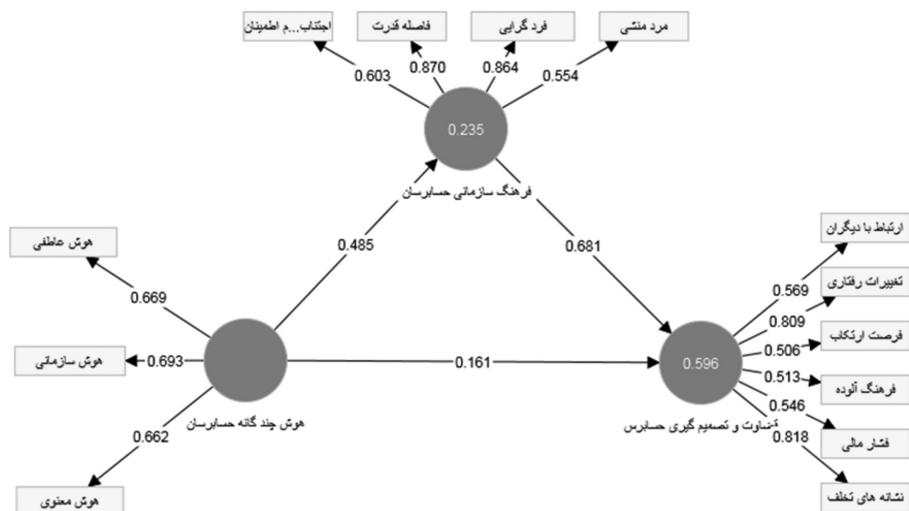 اجتناب...م اطمینان
فاصله قدرت
فرد گرایی
مرد منشی
0.603
0.870
0.864
0.554
0.235
فرهنگ سازمانی حسابرسان
0.485
0.681
هوش عاطفی
هوش سازمانی
هوش معنوی
0.669
0.693
0.662
هوش چند گانه حسابرسان
0.161
0.596
قضاوت و تصمیم گیری حسابرس
ارتباط با دیگران
تغییرات رفتاری
فرصت ارتکاب
فرهنگ آلوده
فشار مالی
نشانه های تخلف
0.569
0.809
0.506
0.513
0.546
0.818